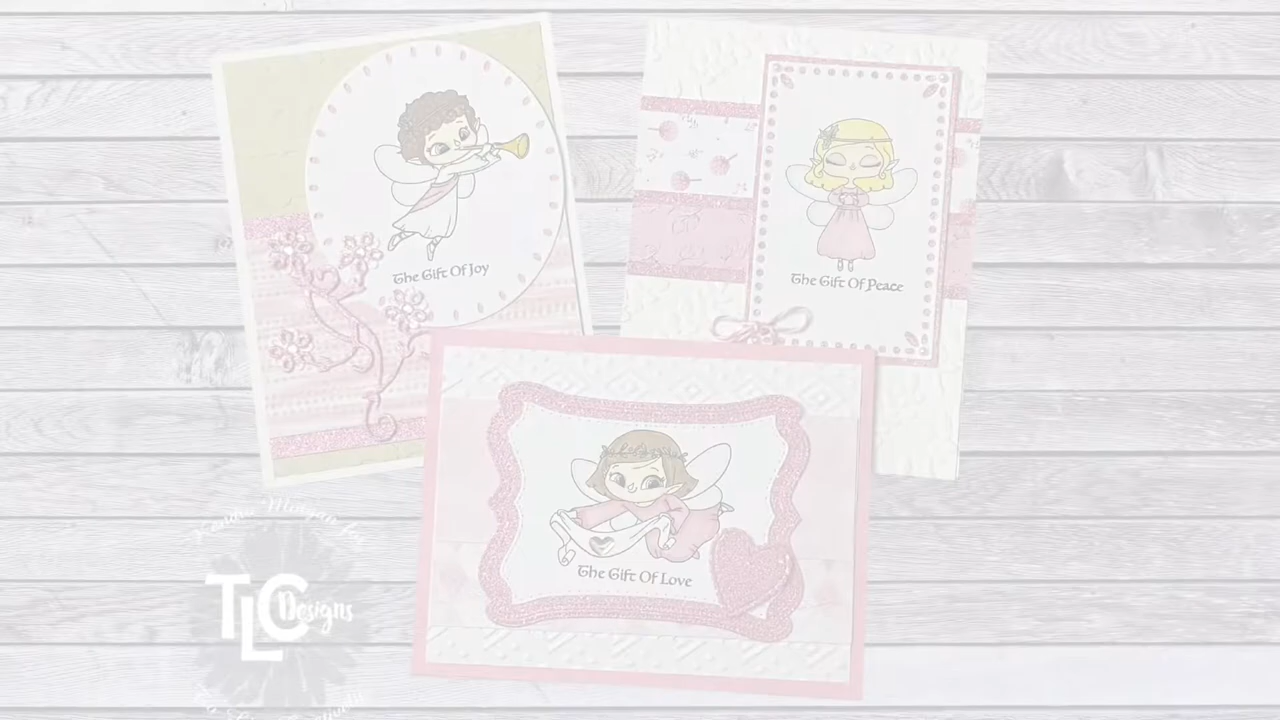 The Gift Of Joy
The Gift Of Peace
The Gift Of Love
TLC
Designs